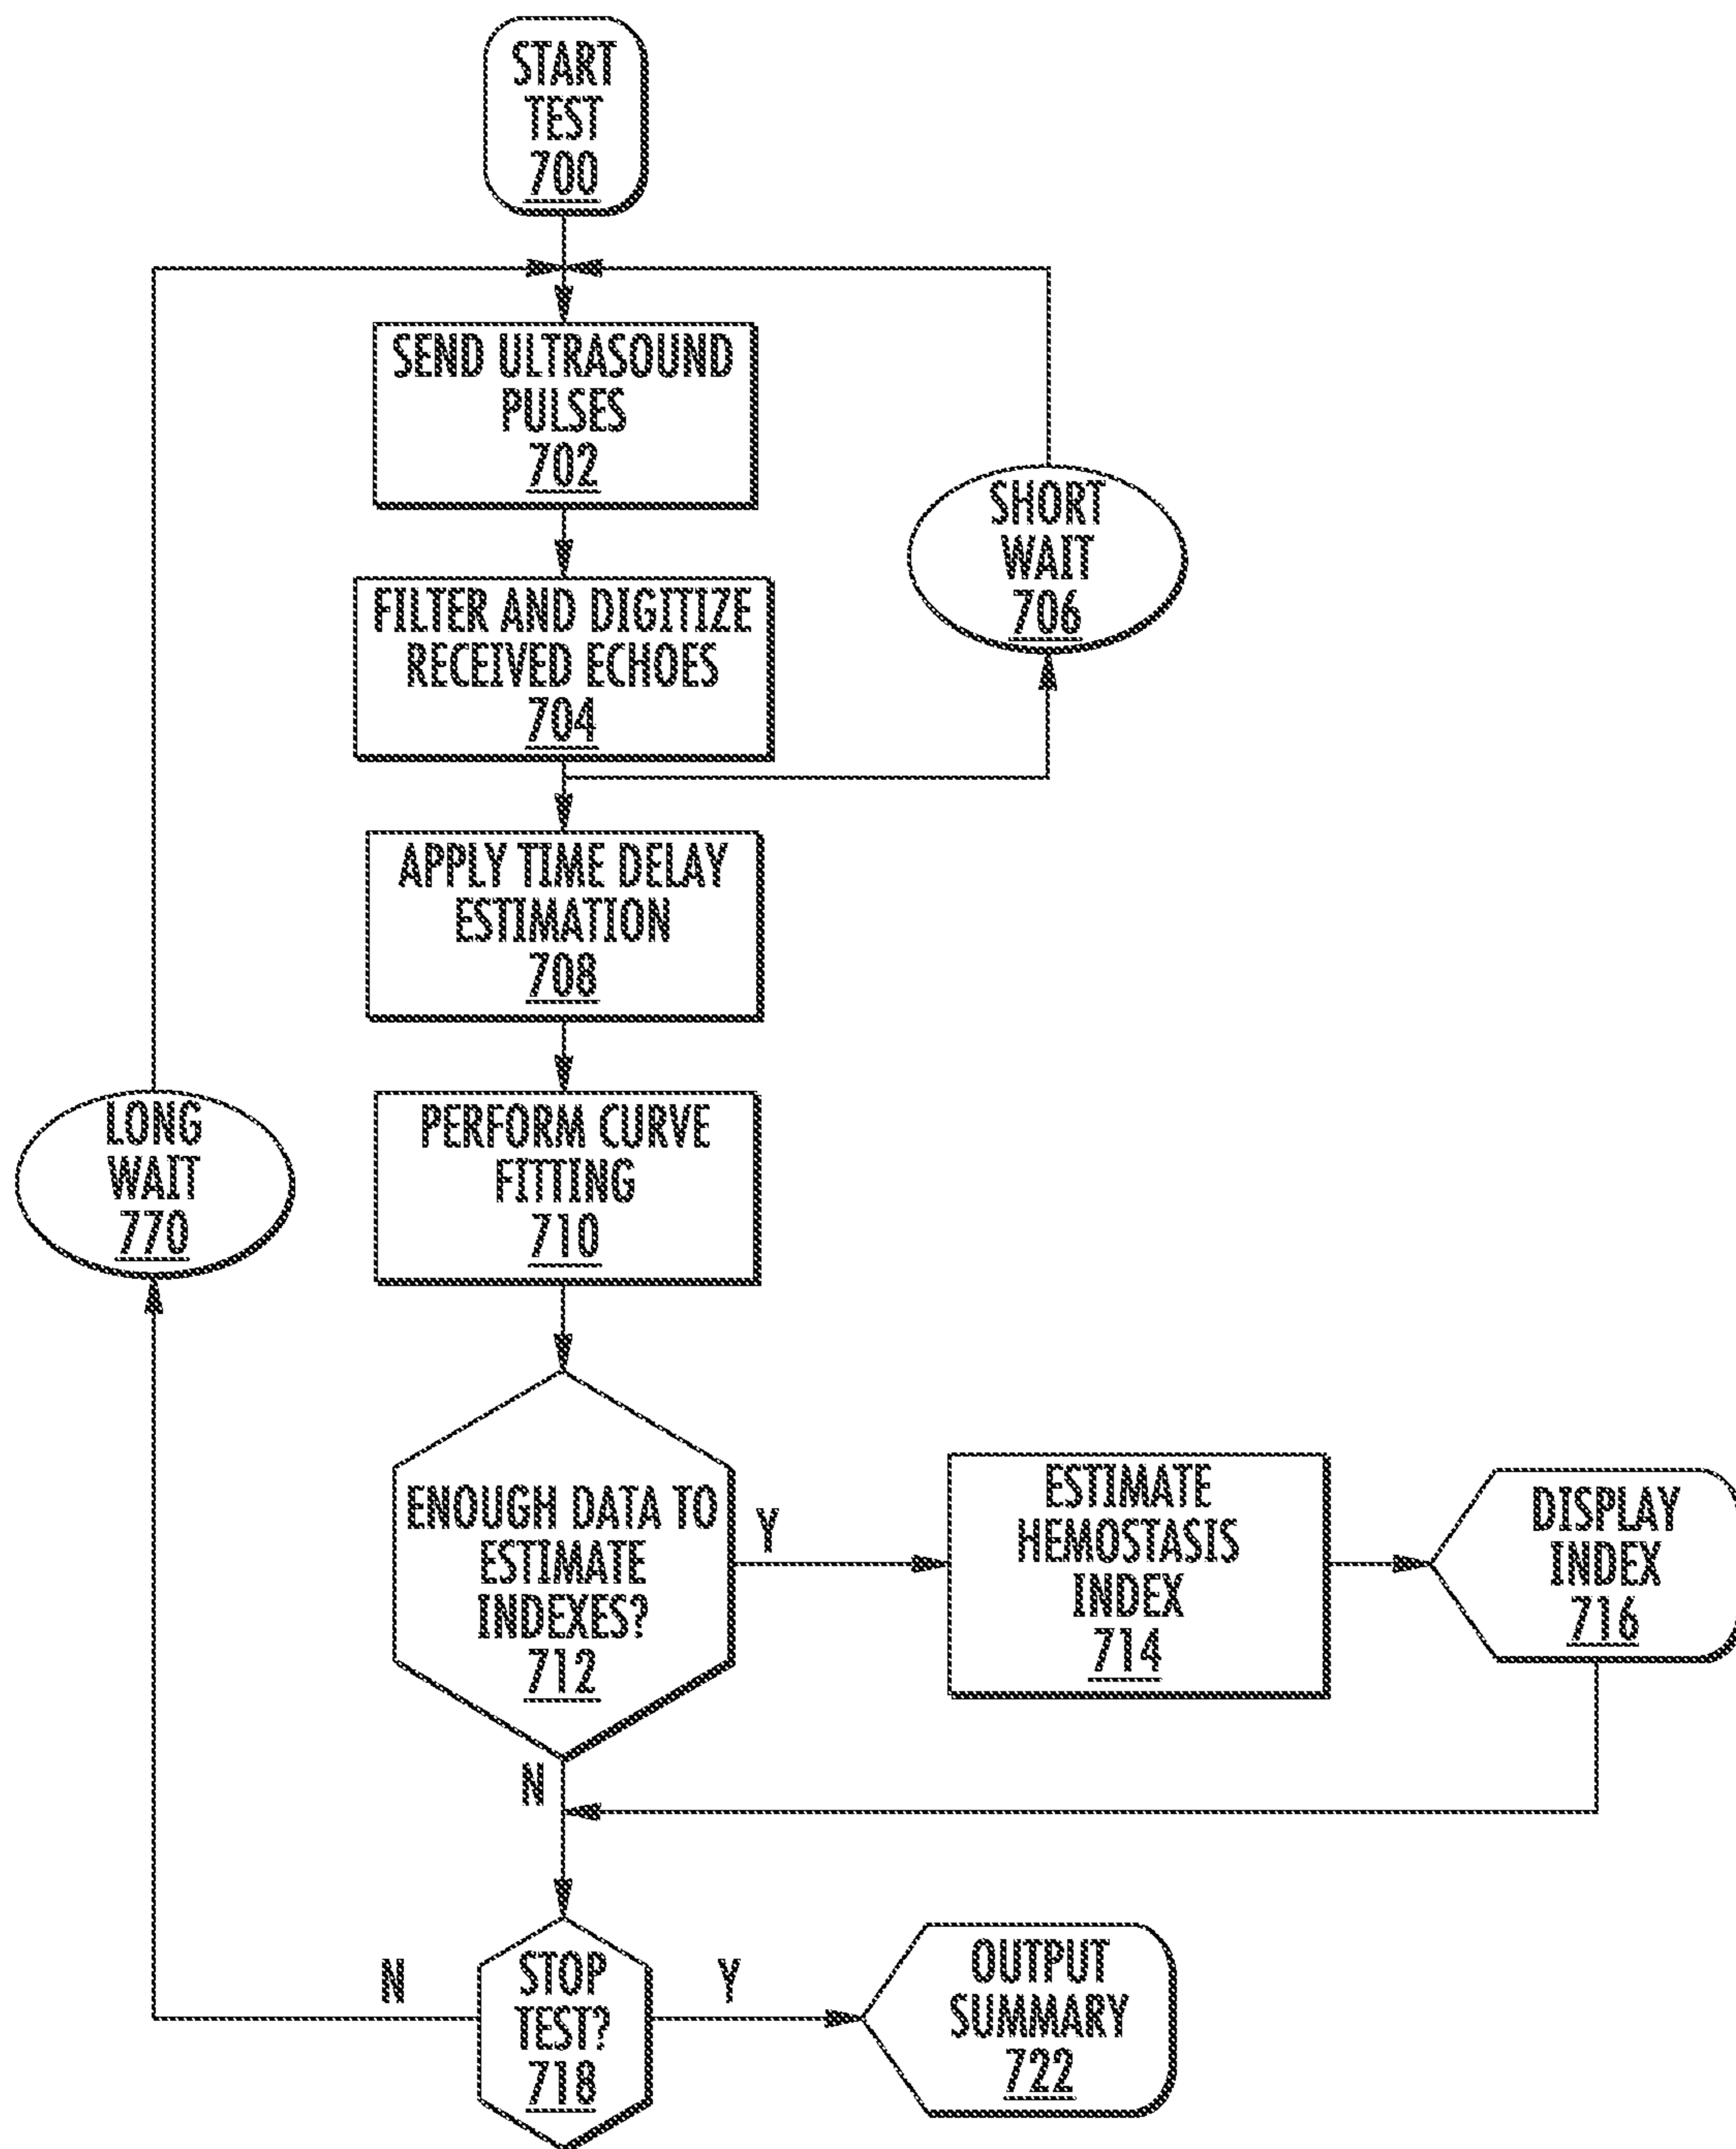 START
TEST
700
SEND ULTRASOUND
PULSES
702
SHORT
WAIT
706
FILTER AND DIGITIZE
RECEIVED ECHOES
704
APPLY TIME DELAY
ESTIMATION
708
LONG
WAIT
770
PERFORM CURVE
FITTING
710
ENOUGH DATA TO
ESTIMATE
INDEXES?
712
Y
ESTIMATE
HEMOSTASIS
INDEX
714
DISPLAY
INDEX
716
N
N
STOP
TEST?
718
Y
OUTPUT
SUMMARY
722